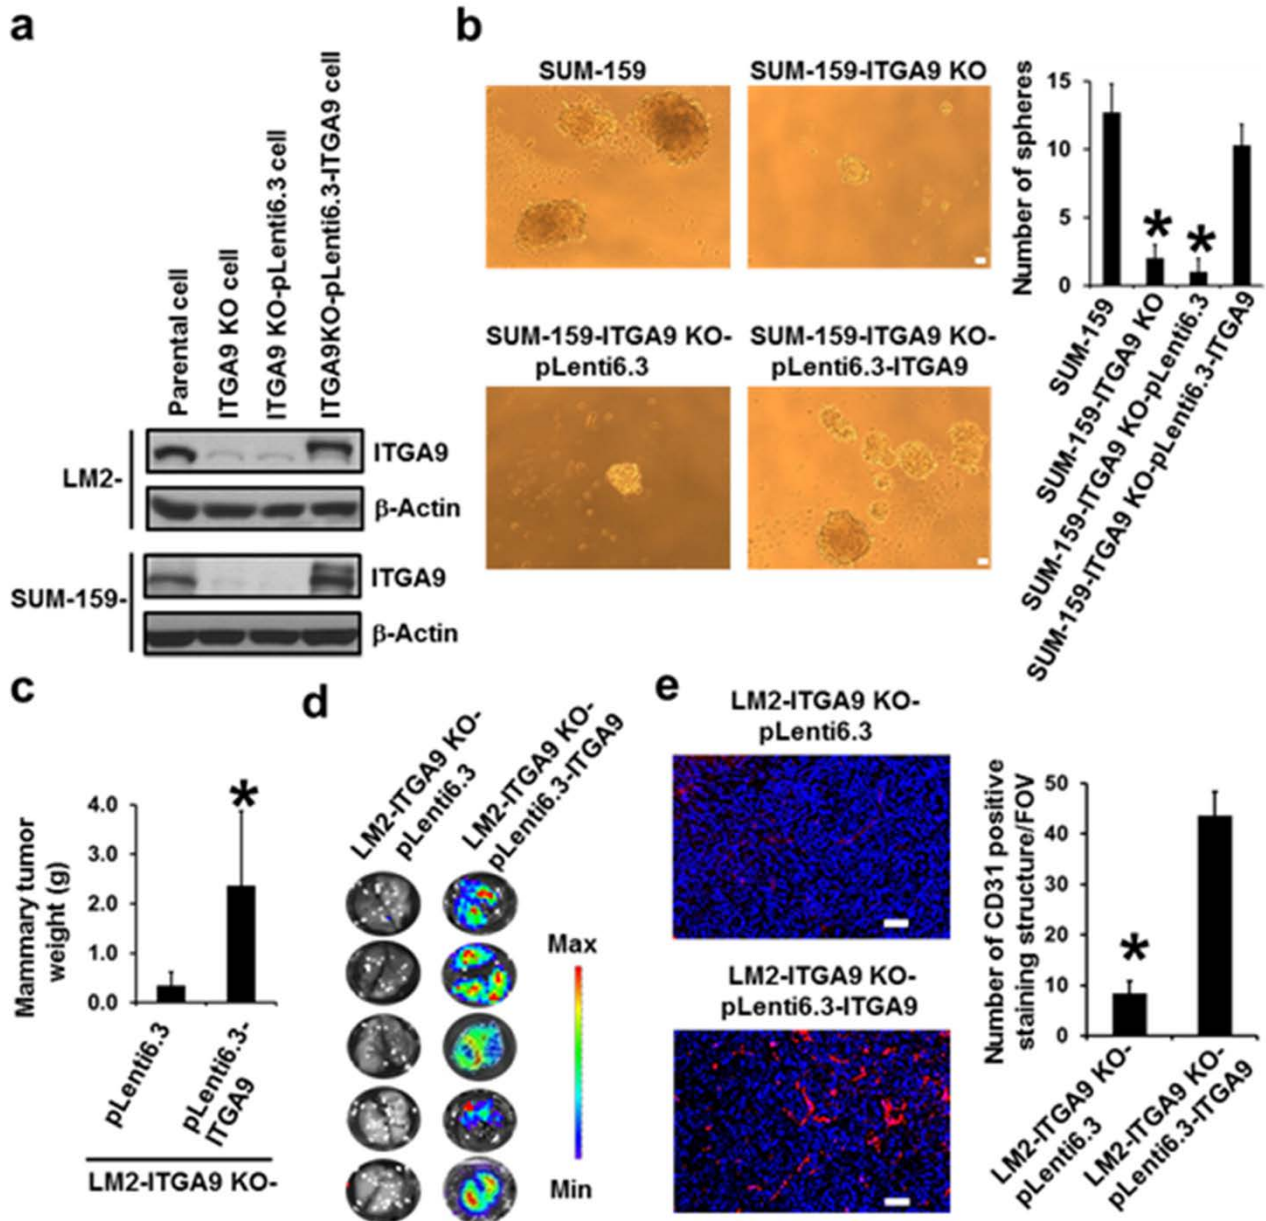 a
Parental cell
ITGA9 KO cell
ITGA9 KO-pLenti6.3 cell
ITGA9KO-pLenti6.3-ITGA9 cell
LM2-
ITGA9
β-Actin
SUM-159-
ITGA9
β-Actin
b
SUM-159
SUM-159-ITGA9 KO
SUM-159-ITGA9 KO-
pLenti6.3
SUM-159-ITGA9 KO-
pLenti6.3-ITGA9
Number of spheres
15
10
5
0
*
*
SUM-159
SUM-159-ITGA9 KO
SUM-159-ITGA9 KO-pLenti6.3
SUM-159-ITGA9 KO-pLenti6.3-ITGA9
c
Mammary tumor
weight (g)
4.0
3.0
2.0
1.0
0.0
*
pLenti6.3
pLenti6.3-
ITGA9
LM2-ITGA9 KO-
d
LM2-ITGA9 KO-
pLenti6.3
LM2-ITGA9 KO-
pLenti6.3-ITGA9
Max
Min
e
LM2-ITGA9 KO-
pLenti6.3
LM2-ITGA9 KO-
pLenti6.3-ITGA9
Number of CD31 positive
staining structure/FOV
50
40
30
20
10
0
*
LM2-ITGA9 KO-
pLenti6.3
LM2-ITGA9 KO-
pLenti6.3-ITGA9